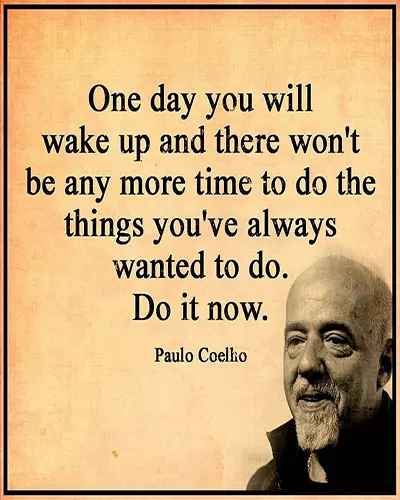 One day you will
wake up and there won't
be any more time to do the
things you've always
wanted to do.
Do it now.
Paulo Coelho